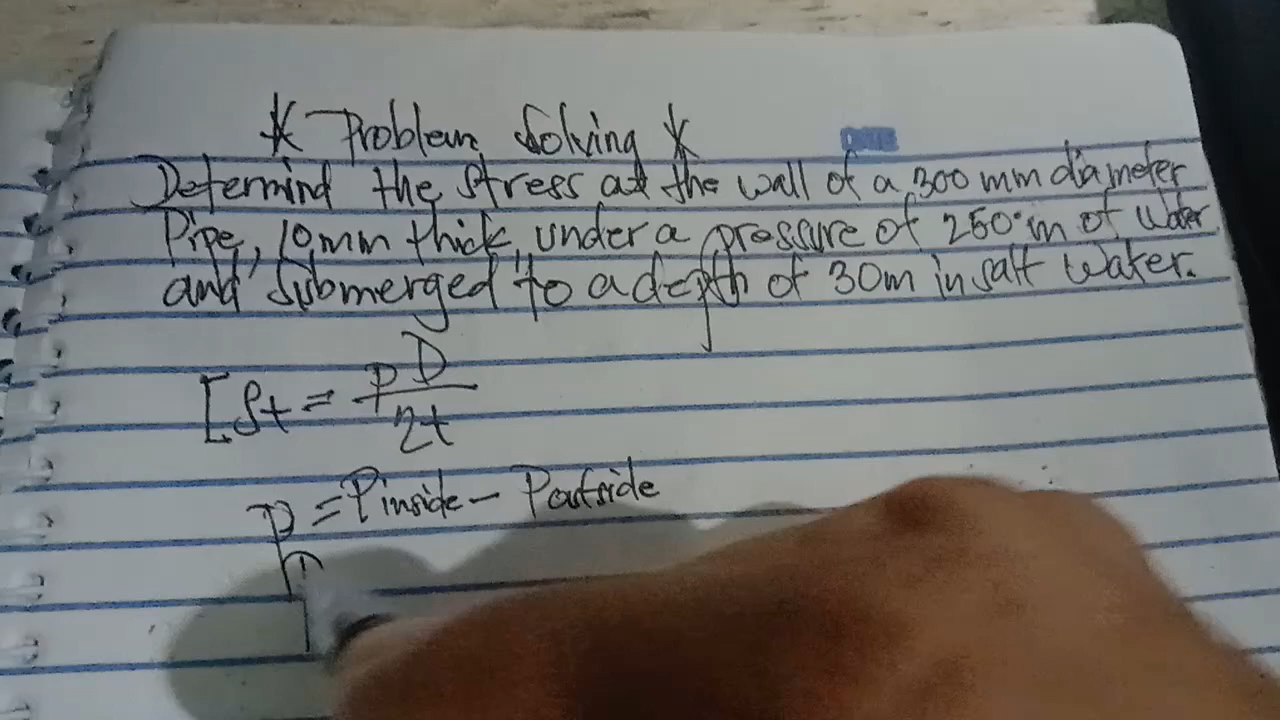 * Problem Solving *
DATE
Determind the stress at the wall of a 300 mm diameter
Pipe, 10mm thick, under a pressure of 250 m of Water
and submerged to a depth of 30m in salt Water.
[St = PD/2t
P = Pinside - Poutside